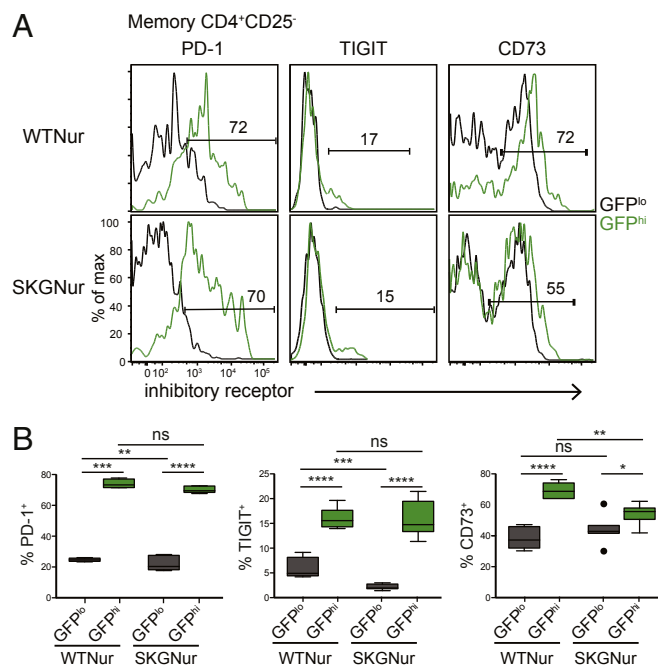 A
Memory CD4⁺CD25⁻
PD-1 TIGIT CD73
WTNur
72 17 72
GFPˡᵒ
GFPʰⁱ
SKGNur
% of max
100
80
60
40
20
0
70 15 55
0 10² 10³ 10⁴ 10⁵
inhibitory receptor
B
% PD-1⁺
80
60
40
20
0
ns
**
*** ****
GFPˡᵒ GFPʰⁱ GFPˡᵒ GFPʰⁱ
WTNur SKGNur
% TIGIT⁺
25
20
15
10
5
0
ns
***
**** ****
GFPˡᵒ GFPʰⁱ GFPˡᵒ GFPʰⁱ
WTNur SKGNur
% CD73⁺
80
60
40
20
0
**
ns
**** *
GFPˡᵒ GFPʰⁱ GFPˡᵒ GFPʰⁱ
WTNur SKGNur